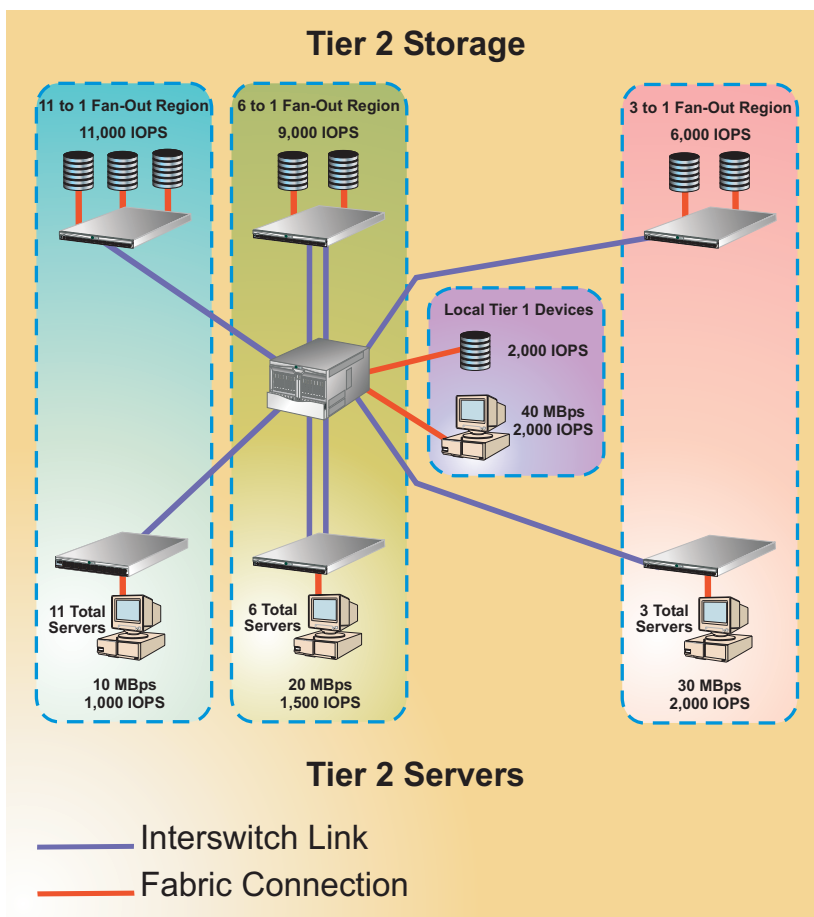 Tier 2 Storage
11 to 1 Fan-Out Region
11,000 IOPS
6 to 1 Fan-Out Region
9,000 IOPS
3 to 1 Fan-Out Region
6,000 IOPS
Local Tier 1 Devices
2,000 IOPS
40 MBps
2,000 IOPS
11 Total
Servers
10 MBps
1,000 IOPS
6 Total
Servers
20 MBps
1,500 IOPS
3 Total
Servers
30 MBps
2,000 IOPS
Tier 2 Servers
Interswitch Link
Fabric Connection